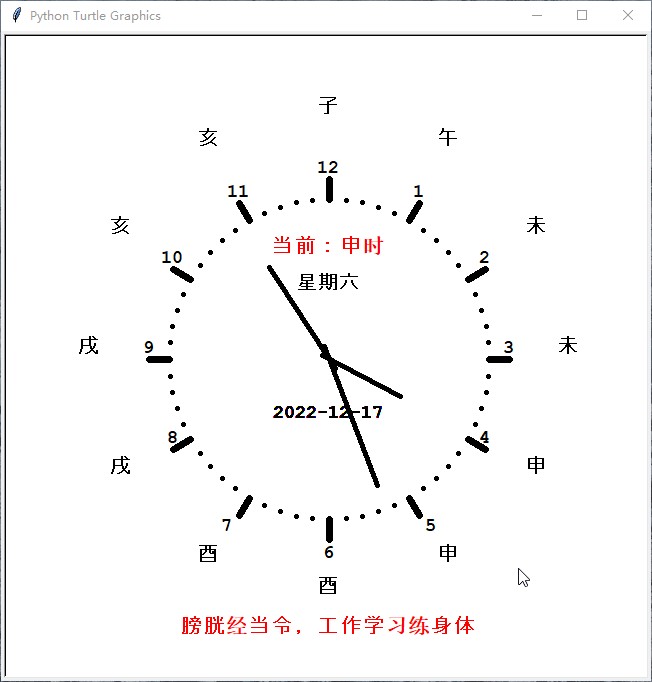 Python Turtle Graphics
子
亥
午
12
11
1
亥
未
当前：申时
10
2
星期六
戌
9
3
未
2022-12-17
8
4
戌
申
7
5
酉
6
申
酉
膀胱经当令，工作学习练身体